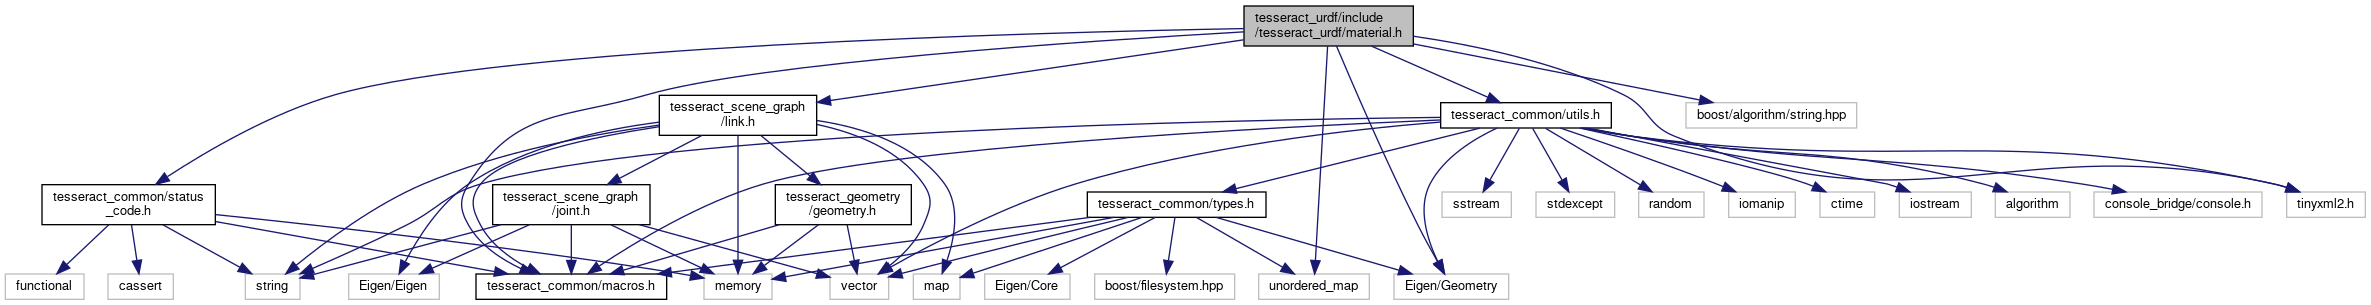 tesseract_urdf/include
/tesseract_urdf/material.h
tesseract_scene_graph
/link.h
tesseract_common/utils.h
boost/algorithm/string.hpp
tesseract_common/status
_code.h
tesseract_scene_graph
/joint.h
tesseract_geometry
/geometry.h
tesseract_common/types.h
sstream
stdexcept
random
iomanip
ctime
iostream
algorithm
console_bridge/console.h
tinyxml2.h
functional
cassert
string
Eigen/Eigen
tesseract_common/macros.h
memory
vector
map
Eigen/Core
boost/filesystem.hpp
unordered_map
Eigen/Geometry